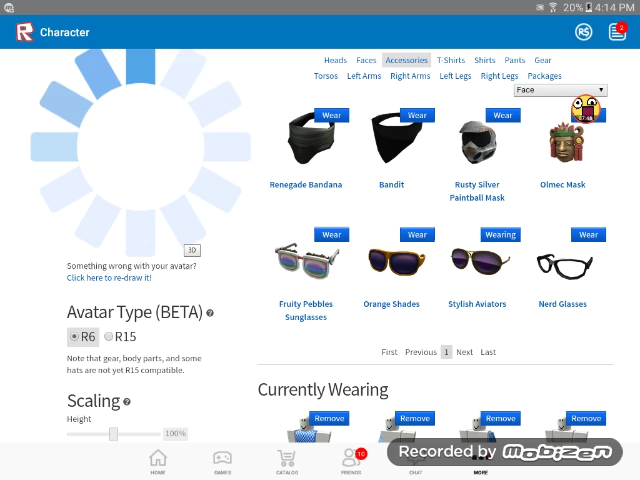 20% 4:14 PM
Character
R$
2
Heads Faces Accessories T-Shirts Shirts Pants Gear
Torsos Left Arms Right Arms Left Legs Right Legs Packages
Face
Wear Wear Wear
07:48
Renegade Bandana Bandit Rusty Silver Paintball Mask Olmec Mask
3D
Wear Wear Wearing Wear
Fruity Pebbles Sunglasses Orange Shades Stylish Aviators Nerd Glasses
Something wrong with your avatar?
Click here to re-draw it!
Avatar Type (BETA) ?
R6 R15
Note that gear, body parts, and some
hats are not yet R15 compatible.
First Previous 1 Next Last
Scaling ?
Height
100%
Currently Wearing
Remove Remove Remove Remove
Recorded by mobizen
10
HOME GAMES CATALOG FRIENDS CHAT MORE